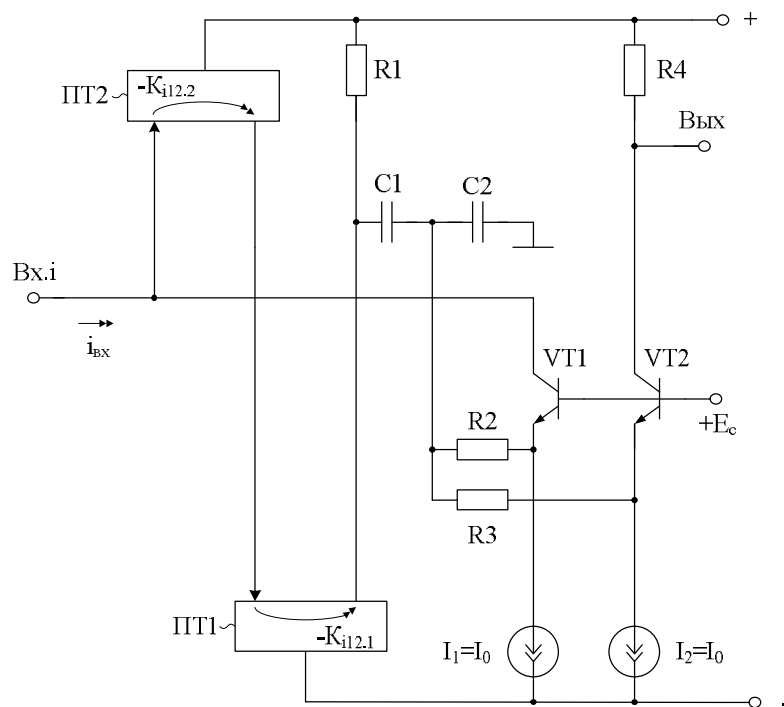 +
R1
R4
ПТ2
-Ki12.2
Вых
C1
C2
Вх.i
iвх
VT1
VT2
+Ec
R2
R3
ПТ1
-Ki12.1
I1=I0
I2=I0
-